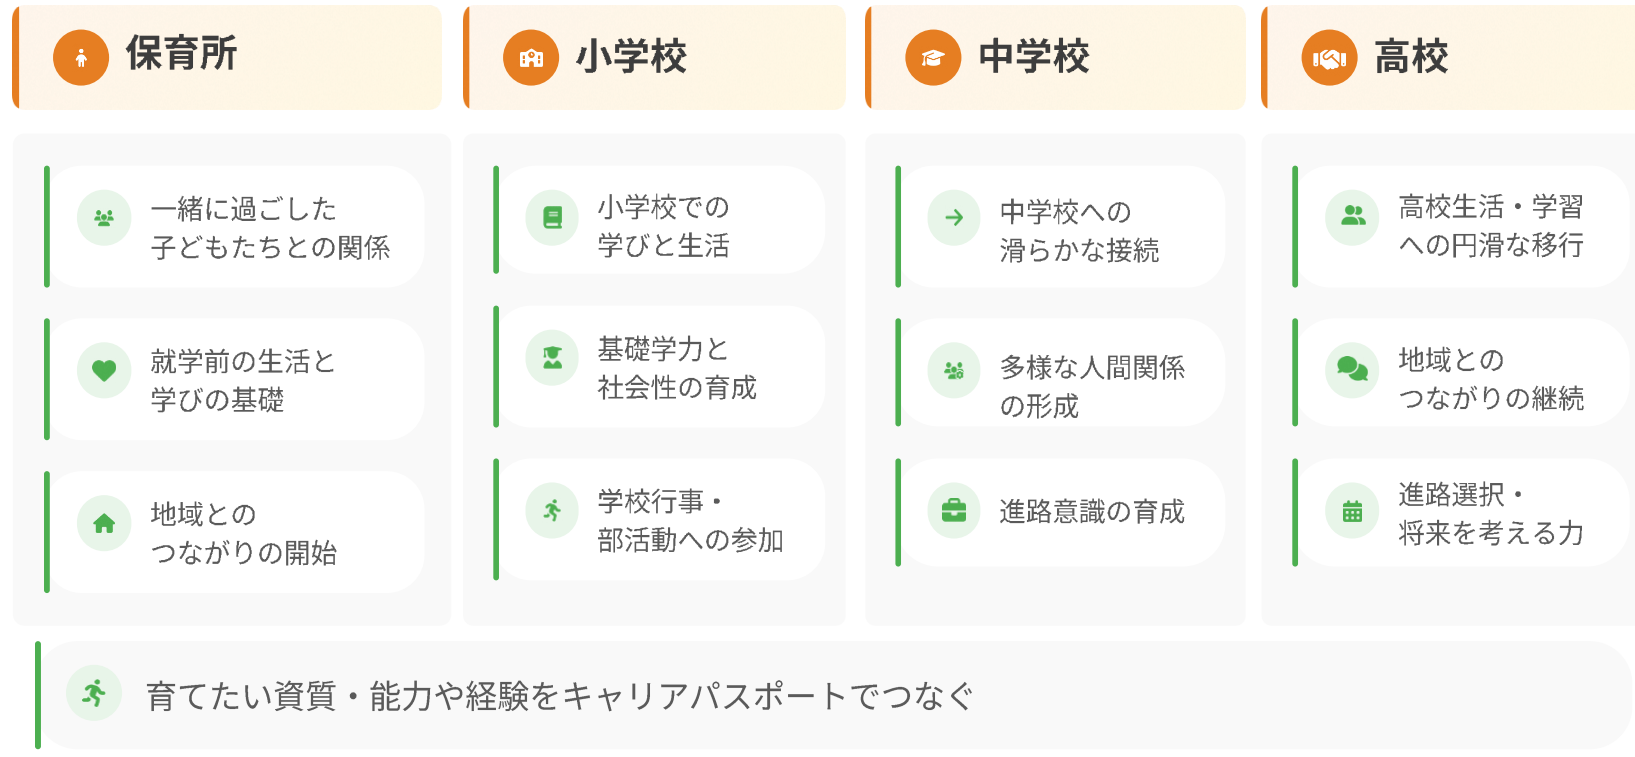 保育所
一緒に過ごした
子どもたちとの関係
就学前の生活と
学びの基礎
地域との
つながりの開始
小学校
小学校での
学びと生活
基礎学力と
社会性の育成
学校行事・
部活動への参加
中学校
中学校への
滑らかな接続
多様な人間関係
の形成
進路意識の育成
高校
高校生活・学習
への円滑な移行
地域との
つながりの継続
進路選択・
将来を考える力
育てたい資質・能力や経験をキャリアパスポートでつなぐ